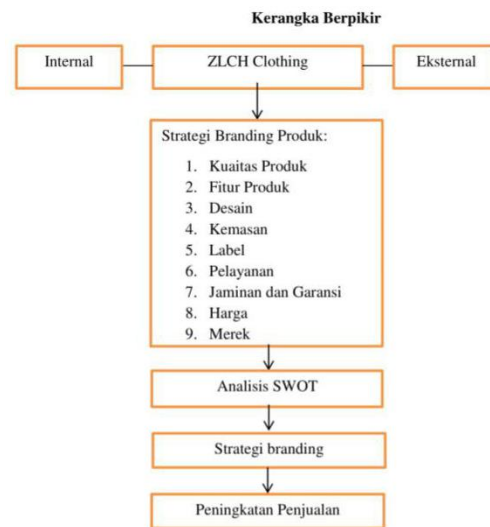 Kerangka Berpikir
Internal
ZLCH Clothing
Eksternal
Strategi Branding Produk:
1. Kuaitas Produk
2. Fitur Produk
3. Desain
4. Kemasan
5. Label
6. Pelayanan
7. Jaminan dan Garansi
8. Harga
9. Merek
Analisis SWOT
Strategi branding
Peningkatan Penjualan